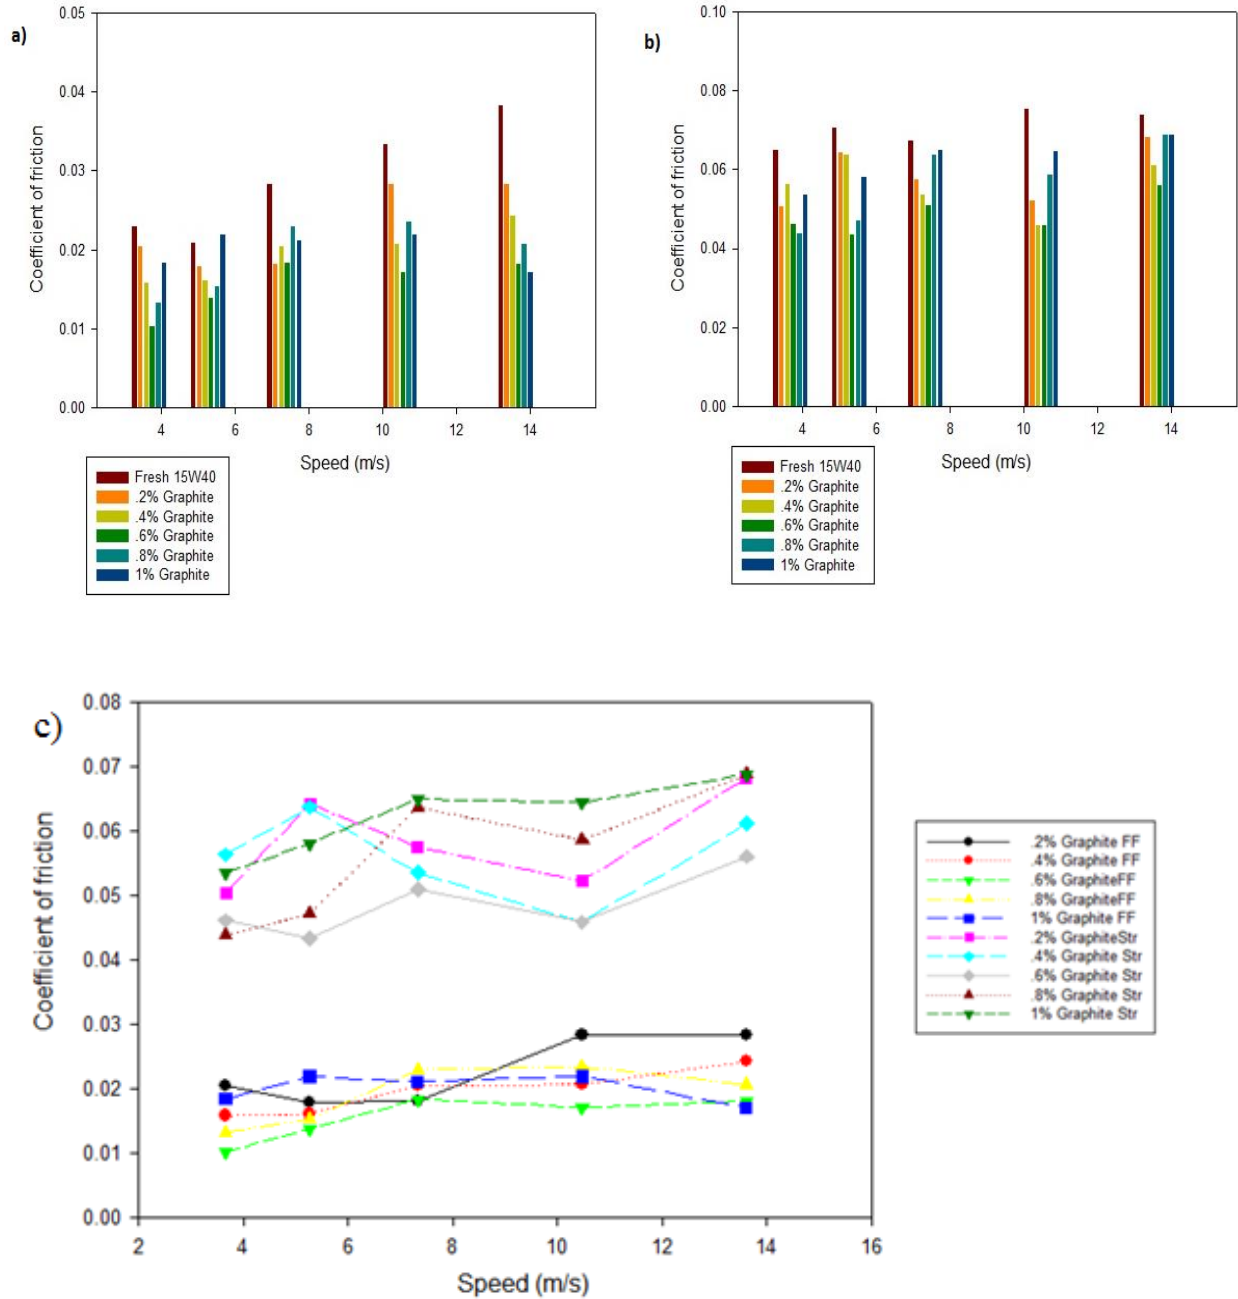 a)
0.05
0.04
0.03
0.02
0.01
0.00
Coefficient of friction
4 6 8 10 12 14
Speed (m/s)
Fresh 15W40
.2% Graphite
.4% Graphite
.6% Graphite
.8% Graphite
1% Graphite
b)
0.10
0.08
0.06
0.04
0.02
0.00
Coefficient of friction
4 6 8 10 12 14
Speed (m/s)
Fresh 15W40
.2% Graphite
.4% Graphite
.6% Graphite
.8% Graphite
1% Graphite
c)
0.08
0.07
0.06
0.05
0.04
0.03
0.02
0.01
0.00
Coefficient of friction
2 4 6 8 10 12 14 16
Speed (m/s)
.2% Graphite FF
.4% Graphite FF
.6% GraphiteFF
.8% GraphiteFF
1% Graphite FF
.2% GraphiteStr
.4% Graphite Str
.6% Graphite Str
.8% Graphite Str
1% Graphite Str